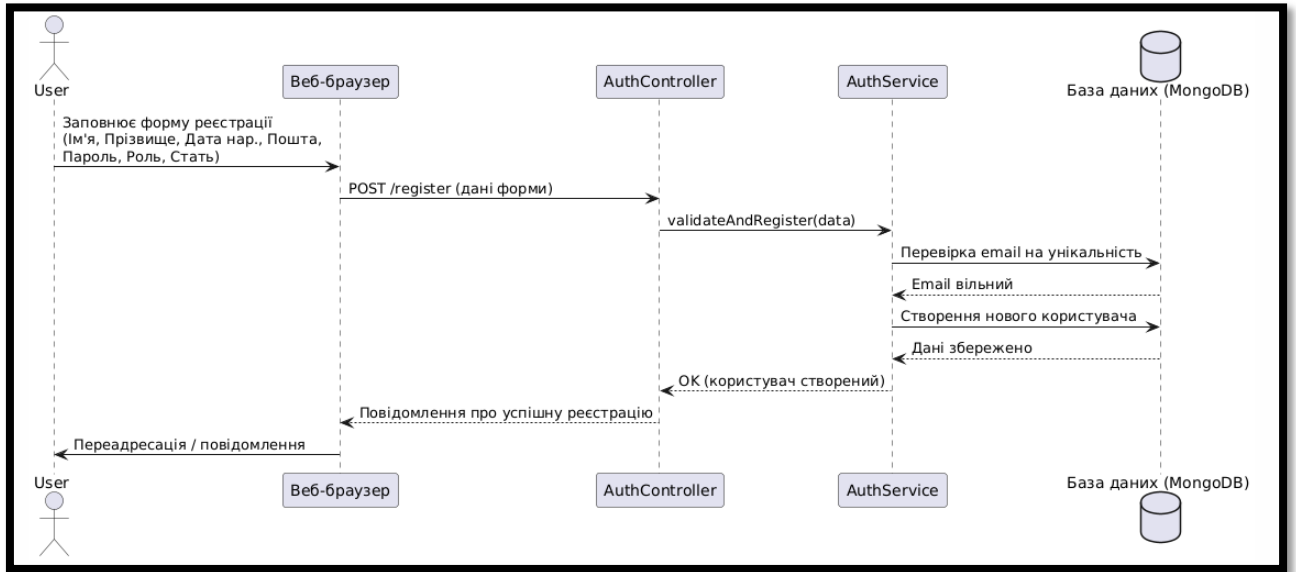 User
Веб-браузер
AuthController
AuthService
База даних (MongoDB)
Заповнює форму реєстрації
(Ім'я, Прізвище, Дата нар., Пошта,
Пароль, Роль, Стать)
POST /register (дані форми)
validateAndRegister(data)
Перевірка email на унікальність
Email вільний
Створення нового користувача
Дані збережено
OK (користувач створений)
Повідомлення про успішну реєстрацію
Переадресація / повідомлення
User
Веб-браузер
AuthController
AuthService
База даних (MongoDB)